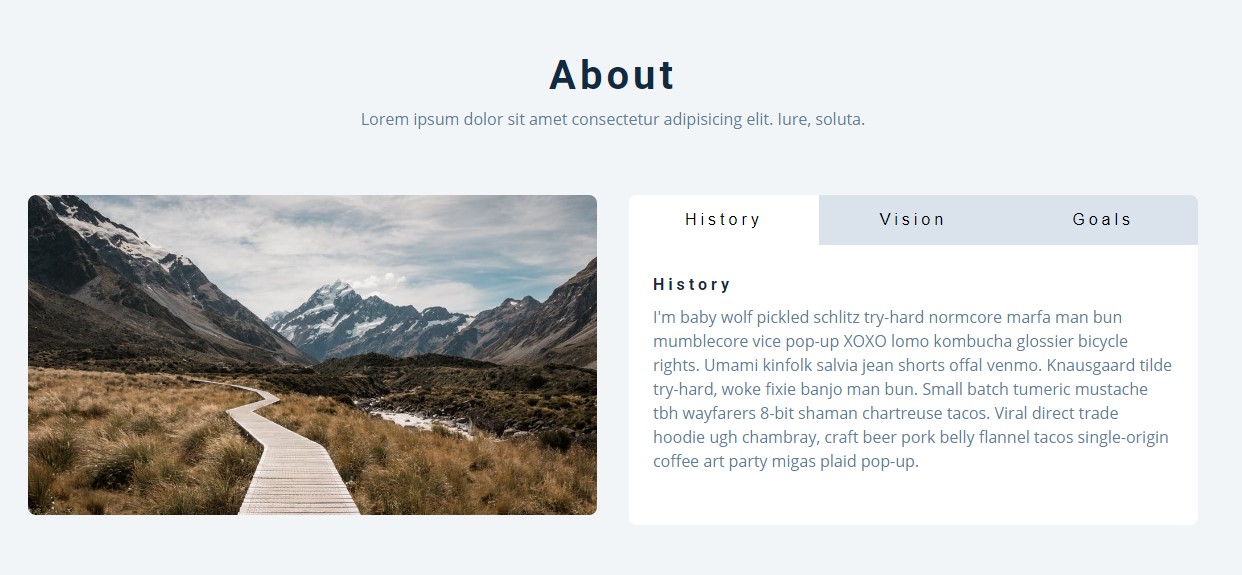 About
Lorem ipsum dolor sit amet consectetur adipisicing elit. Iure, soluta.
History Vision Goals
History
I'm baby wolf pickled schlitz try-hard normcore marfa man bun
mumblecore vice pop-up XOXO lomo kombucha glossier bicycle
rights. Umami kinfolk salvia jean shorts offal venmo. Knausgaard tilde
try-hard, woke fixie banjo man bun. Small batch tumeric mustache
tbh wayfarers 8-bit shaman chartreuse tacos. Viral direct trade
hoodie ugh chambray, craft beer pork belly flannel tacos single-origin
coffee art party migas plaid pop-up.